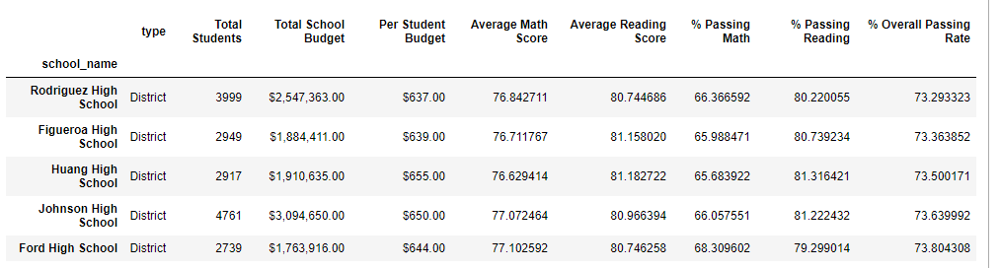 type Total Students Total School Budget Per Student Budget Average Math Score Average Reading Score % Passing Math % Passing Reading % Overall Passing Rate
school_name
Rodriguez High School District 3999 $2,547,363.00 $637.00 76.842711 80.744686 66.366592 80.220055 73.293323
Figueroa High School District 2949 $1,884,411.00 $639.00 76.711767 81.158020 65.988471 80.739234 73.363852
Huang High School District 2917 $1,910,635.00 $655.00 76.629414 81.182722 65.683922 81.316421 73.500171
Johnson High School District 4761 $3,094,650.00 $650.00 77.072464 80.966394 66.057551 81.222432 73.639992
Ford High School District 2739 $1,763,916.00 $644.00 77.102592 80.746258 68.309602 79.299014 73.804308